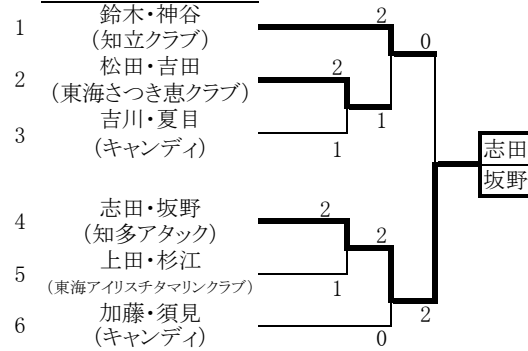 1 鈴木・神谷 2
(知立クラブ) 0
2 松田・吉田 2
(東海さつき恵クラブ)
3 吉川・夏目 1
(キャンディ) 1
志田
坂野
4 志田・坂野 2
(知多アタック) 2
5 上田・杉江
(東海アイリスチタマリンクラブ) 1
6 加藤・須見 2
(キャンディ) 0